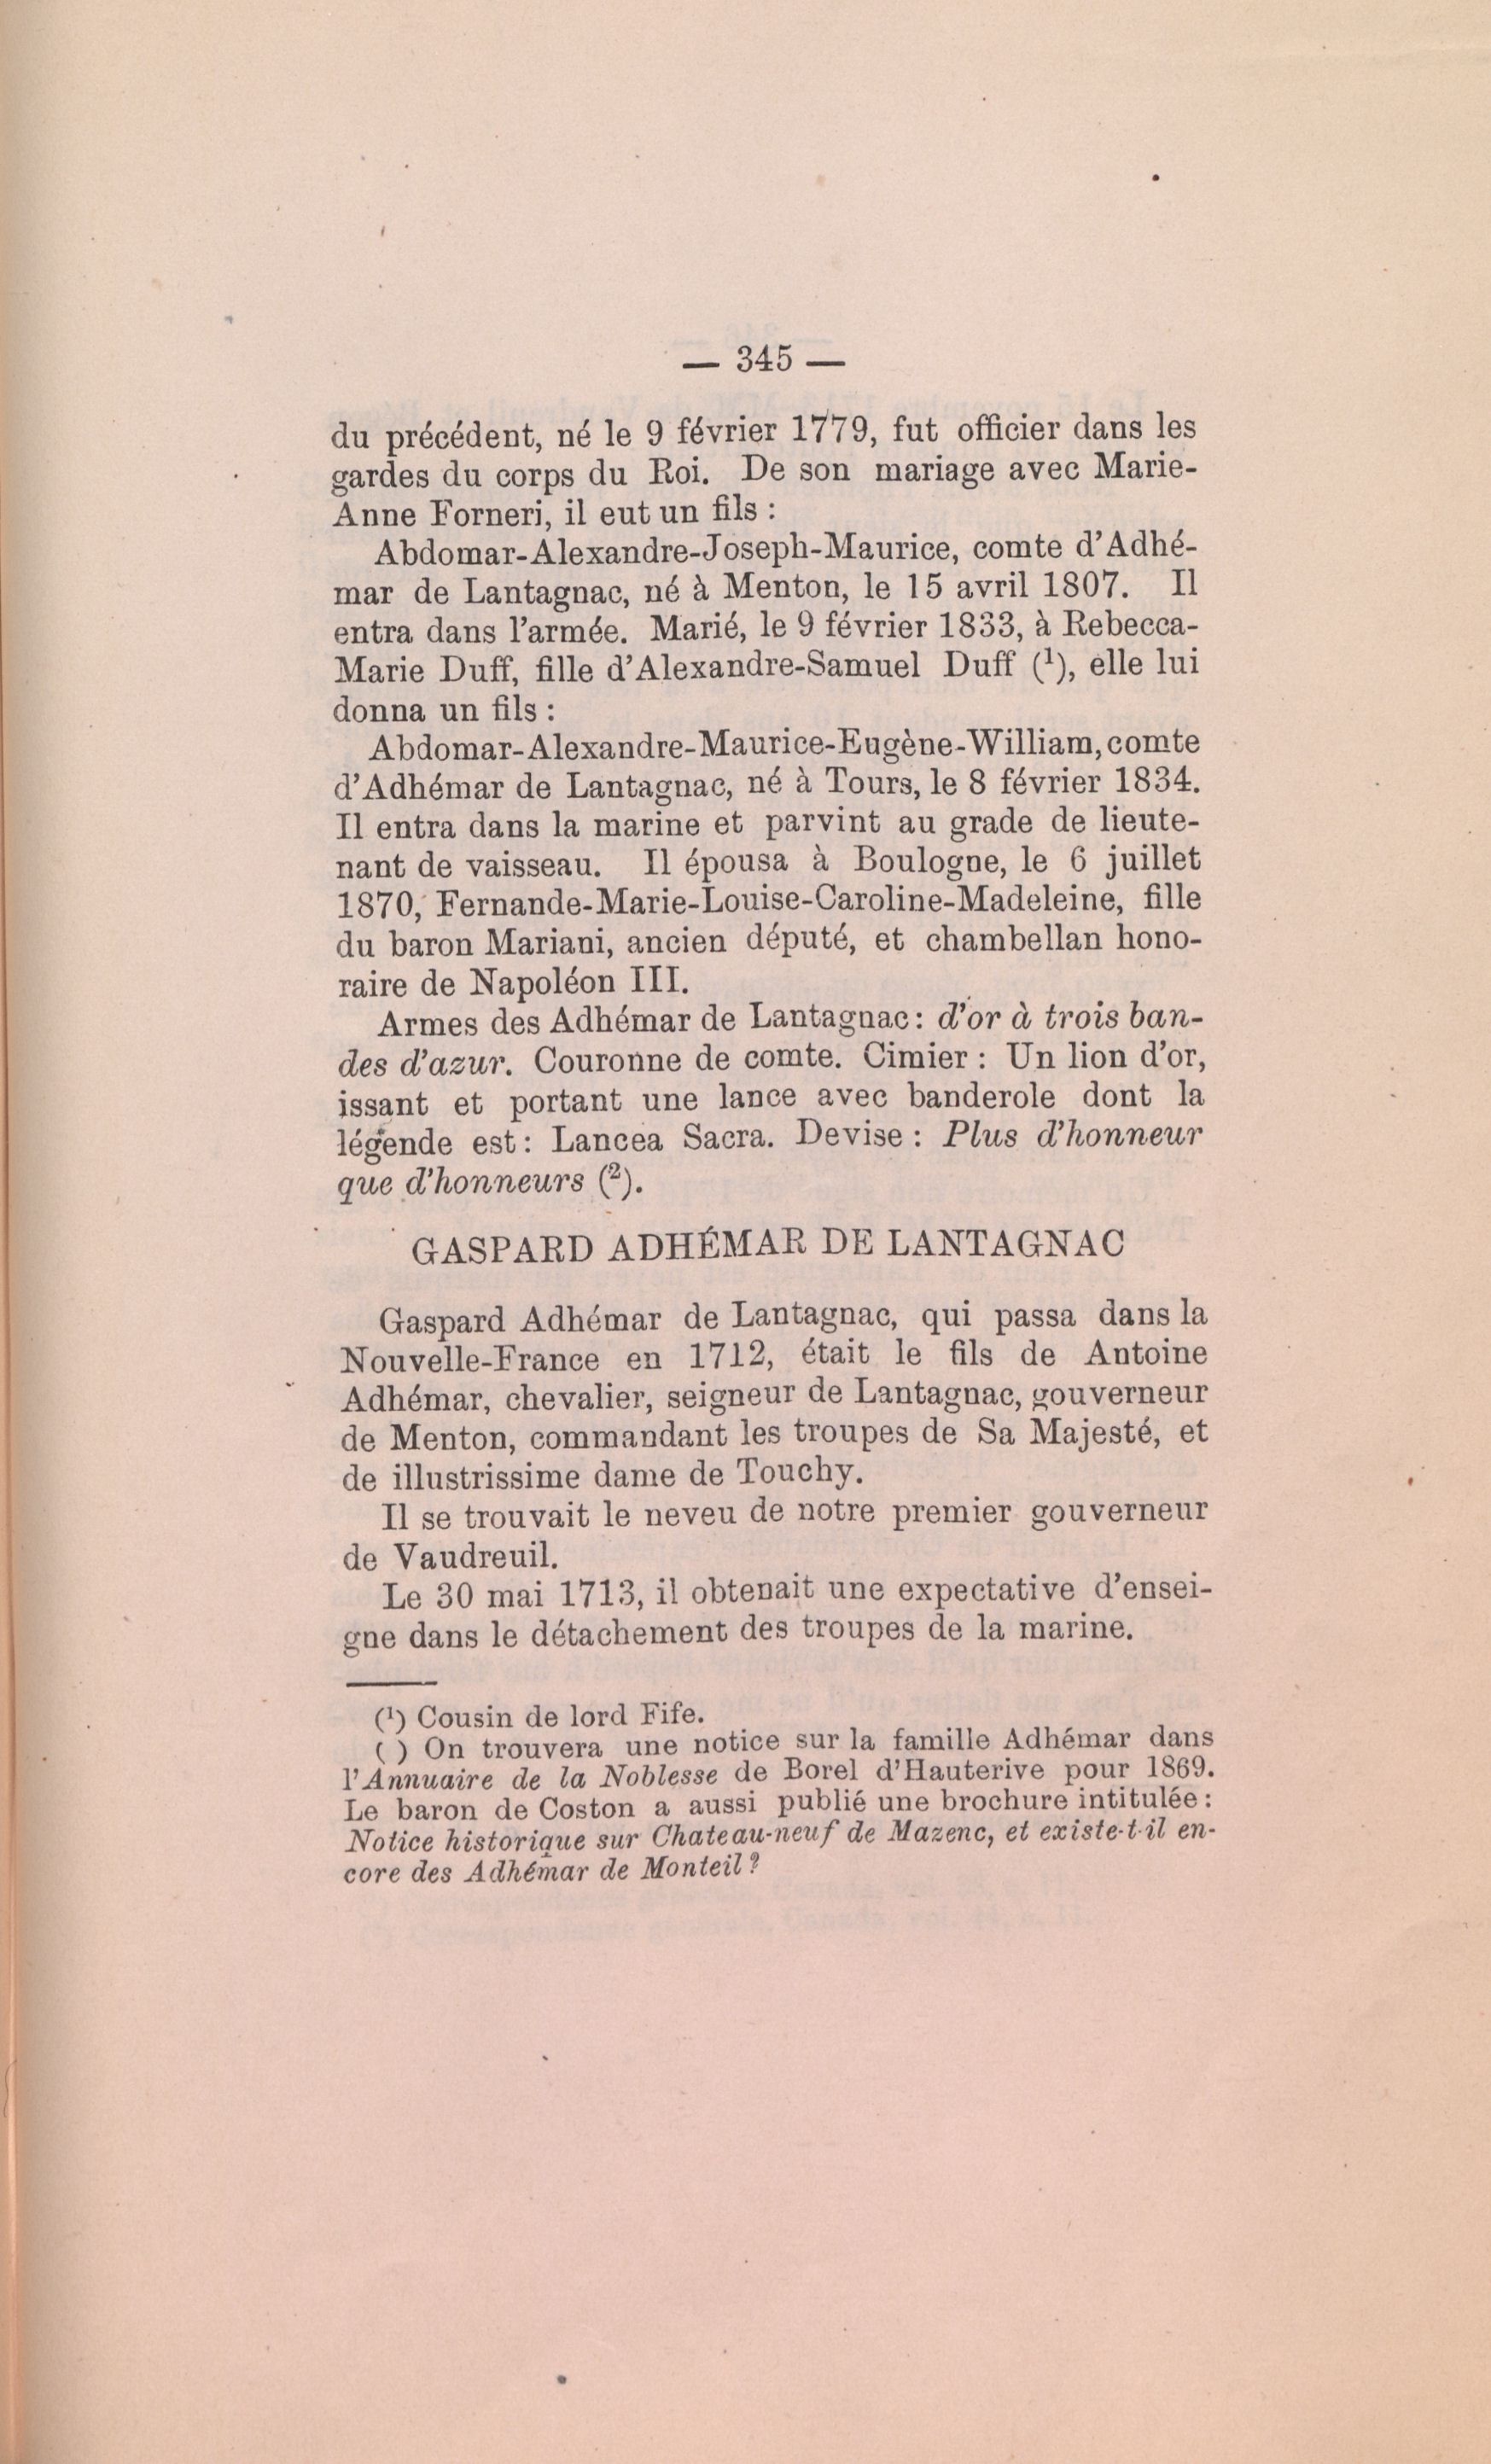 — 345 —
du précédent, né le 9 février 1779, fut officier dans les
gardes du corps du Roi. De son mariage avec Marie-
Anne Forneri, il eut un fils :
Abdomar-Alexandre-Joseph-Maurice, comte d'Adhé-
mar de Lantagnac, né à Menton, le 15 avril 1807. Il
entra dans l'armée. Marié, le 9 février 1833, à Rebecca-
Marie Duff, fille d'Alexandre-Samuel Duff (¹), elle lui
donna un fils :
Abdomar-Alexandre-Maurice-Eugène-William, comte
d'Adhémar de Lantagnac, né à Tours, le 8 février 1834.
Il entra dans la marine et parvint au grade de lieute-
nant de vaisseau. Il épousa à Boulogne, le 6 juillet
1870, Fernande-Marie-Louise-Caroline-Madeleine, fille
du baron Mariani, ancien député, et chambellan hono-
raire de Napoléon III.
Armes des Adhémar de Lantagnac : d'or à trois ban-
des d'azur. Couronne de comte. Cimier : Un lion d'or,
issant et portant une lance avec banderole dont la
légende est : Lancea Sacra. Devise : Plus d'honneur
que d'honneurs (²).
GASPARD ADHÉMAR DE LANTAGNAC
Gaspard Adhémar de Lantagnac, qui passa dans la
Nouvelle-France en 1712, était le fils de Antoine
Adhémar, chevalier, seigneur de Lantagnac, gouverneur
de Menton, commandant les troupes de Sa Majesté, et
de illustrissime dame de Touchy.
Il se trouvait le neveu de notre premier gouverneur
de Vaudreuil.
Le 30 mai 1713, il obtenait une expectative d'ensei-
gne dans le détachement des troupes de la marine.
(¹) Cousin de lord Fife.
( ) On trouvera une notice sur la famille Adhémar dans
l'Annuaire de la Noblesse de Borel d'Hauterive pour 1869.
Le baron de Coston a aussi publié une brochure intitulée :
Notice historique sur Chateau-neuf de Mazenc, et existe-t-il en-
core des Adhémar de Monteil ?